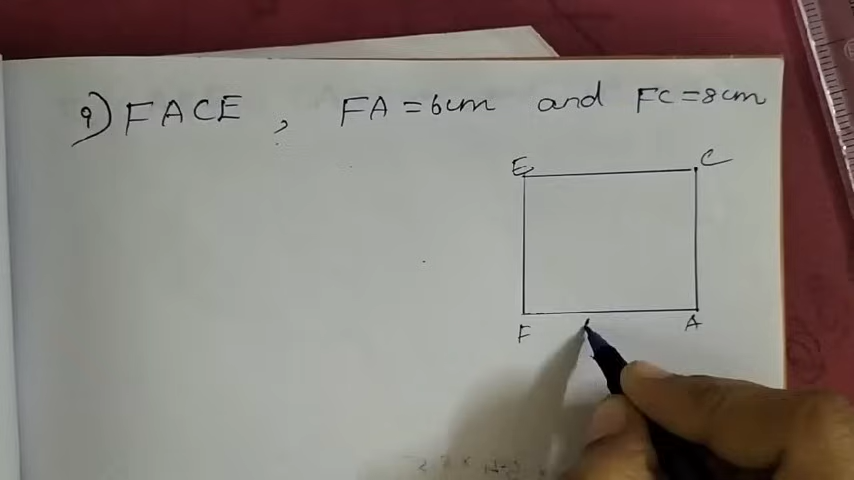 9) FACE , FA = 6cm and FC = 8cm
E C
F A